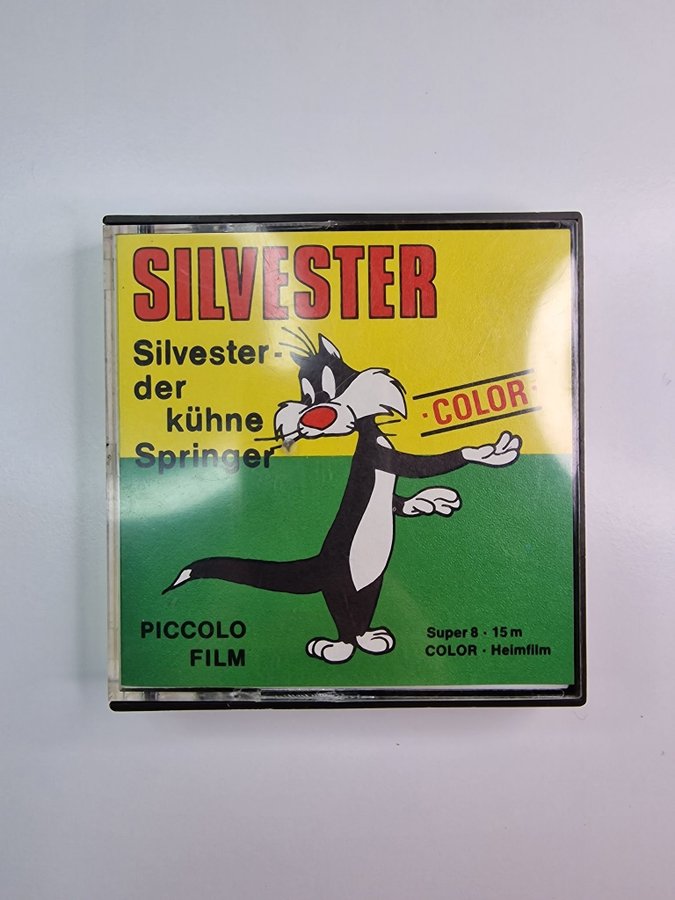 SILVESTER
Silvester-
der
kühne
Springer
· COLOR ·
PICCOLO
FILM
Super 8 · 15 m
COLOR · Heimfilm